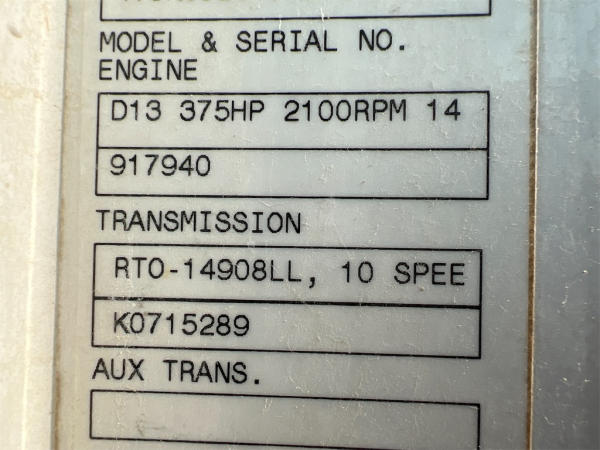 MODEL & SERIAL NO.
ENGINE
D13 375HP 2100RPM 14
917940
TRANSMISSION
RTO-14908LL, 10 SPEE
K0715289
AUX TRANS.